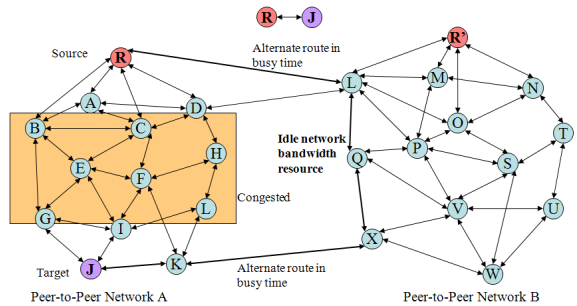 R J
Source
Alternate route in
busy time
R
R'
L
M
N
A
D
B
C
O
T
Idle network
bandwidth
resource
H
P
E
Q
S
F
Congested
L
V
U
G
I
X
Target
J
K
Alternate route in
busy time
W
Peer-to-Peer Network A
Peer-to-Peer Network B